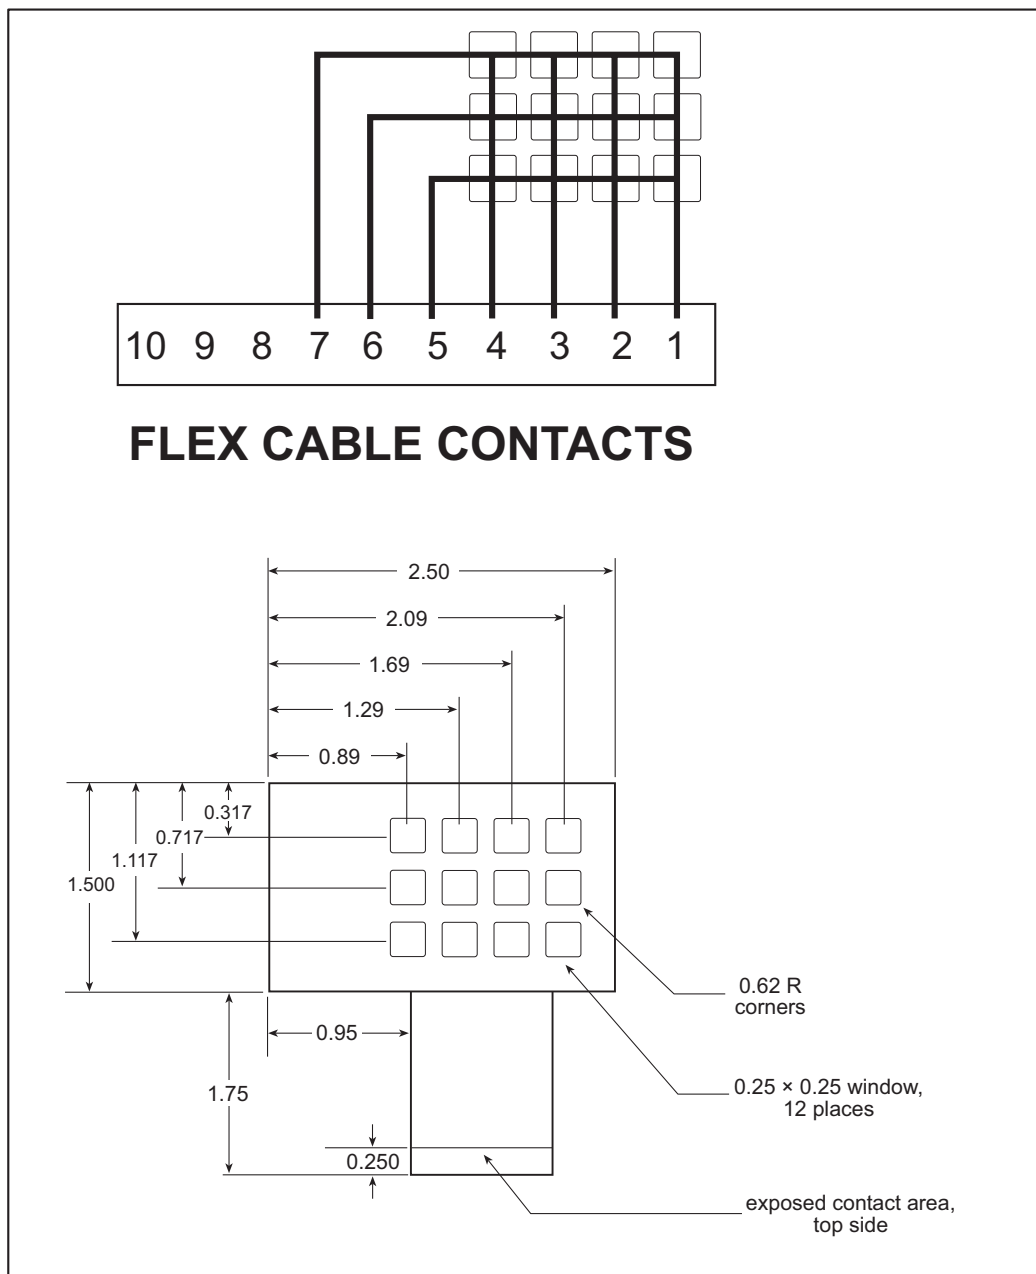 10 9 8 7 6 5 4 3 2 1
FLEX CABLE CONTACTS
2.50
2.09
1.69
1.29
0.89
0.317
0.717
1.117
1.500
0.62 R
corners
0.95
1.75
0.25 × 0.25 window,
12 places
0.250
exposed contact area,
top side